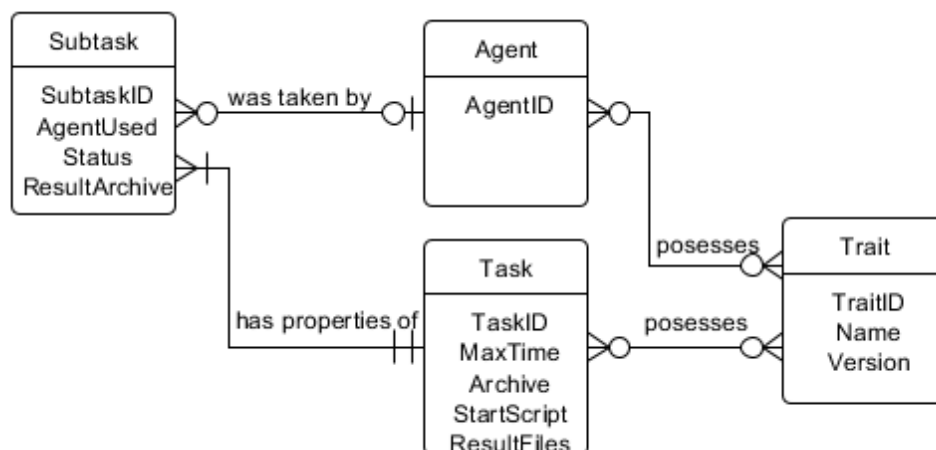 Subtask
SubtaskID
AgentUsed
Status
ResultArchive
was taken by
Agent
AgentID
has properties of
Task
TaskID
MaxTime
Archive
StartScript
ResultFiles
posesses
posesses
Trait
TraitID
Name
Version